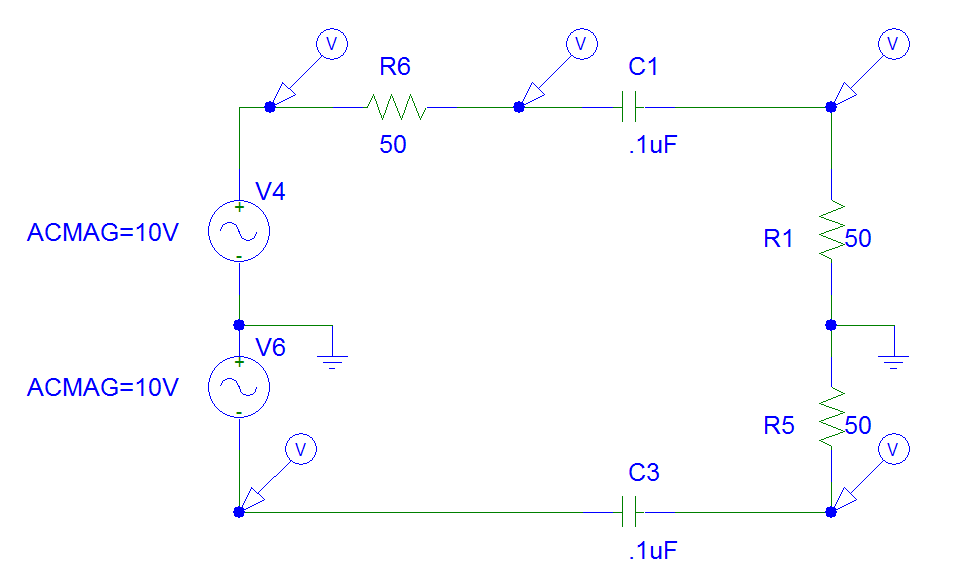 V
V
V
R6
C1
50
.1uF
V4
+
ACMAG=10V
-
R1
50
V6
+
ACMAG=10V
-
R5
50
V
V
C3
.1uF